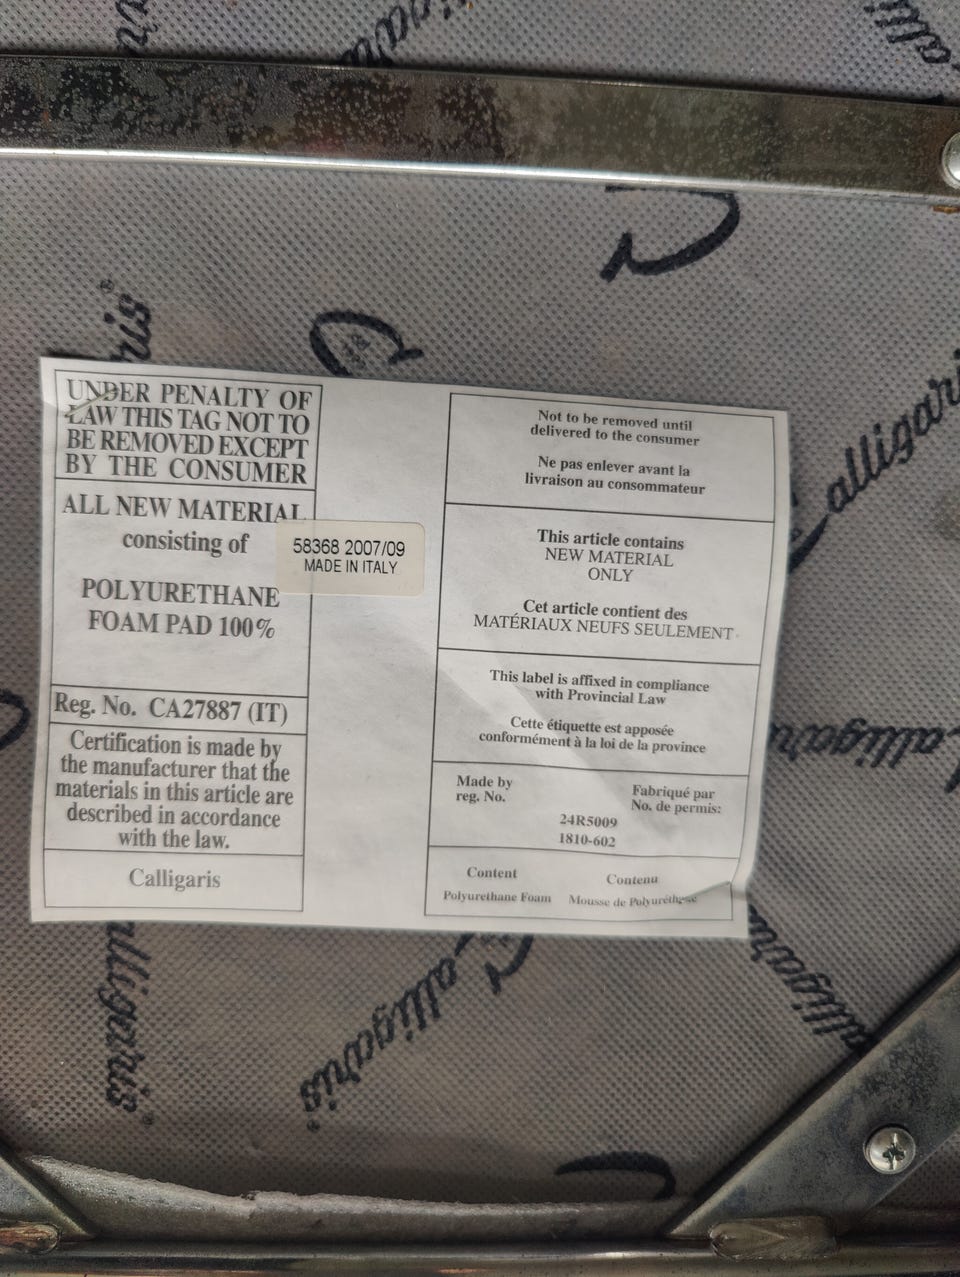 Calligaris
UNDER PENALTY OF
LAW THIS TAG NOT TO
BE REMOVED EXCEPT
BY THE CONSUMER
ALL NEW MATERIAL
consisting of
POLYURETHANE
FOAM PAD 100%
Reg. No. CA27887 (IT)
Certification is made by
the manufacturer that the
materials in this article are
described in accordance
with the law.
Calligaris
58368 2007/09
MADE IN ITALY
Not to be removed until
delivered to the consumer
Ne pas enlever avant la
livraison au consommateur
This article contains
NEW MATERIAL
ONLY
Cet article contient des
MATÉRIAUX NEUFS SEULEMENT
This label is affixed in compliance
with Provincial Law
Cette étiquette est apposée
conformément à la loi de la province
Made by
reg. No.
Fabriqué par
No. de permis:
24R5009
1810-602
Content
Contenu
Polyurethane Foam
Mousse de Polyuréthane
Calligaris
Calligaris
Calligaris